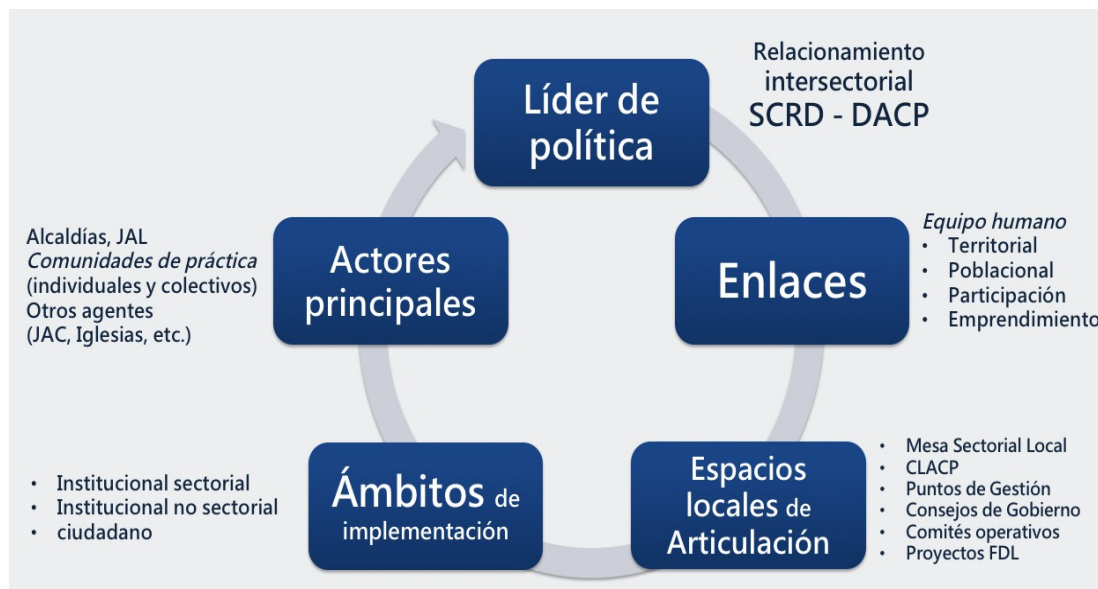 Líder de
política
Relacionamiento
intersectorial
SCRD - DACP
Enlaces
Equipo humano
• Territorial
• Poblacional
• Participación
• Emprendimiento
Espacios
locales de
Articulación
• Mesa Sectorial Local
• CLACP
• Puntos de Gestión
• Consejos de Gobierno
• Comités operativos
• Proyectos FDL
Ámbitos de
implementación
• Institucional sectorial
• Institucional no sectorial
• ciudadano
Actores
principales
Alcaldías, JAL
Comunidades de práctica
(individuales y colectivos)
Otros agentes
(JAC, Iglesias, etc.)